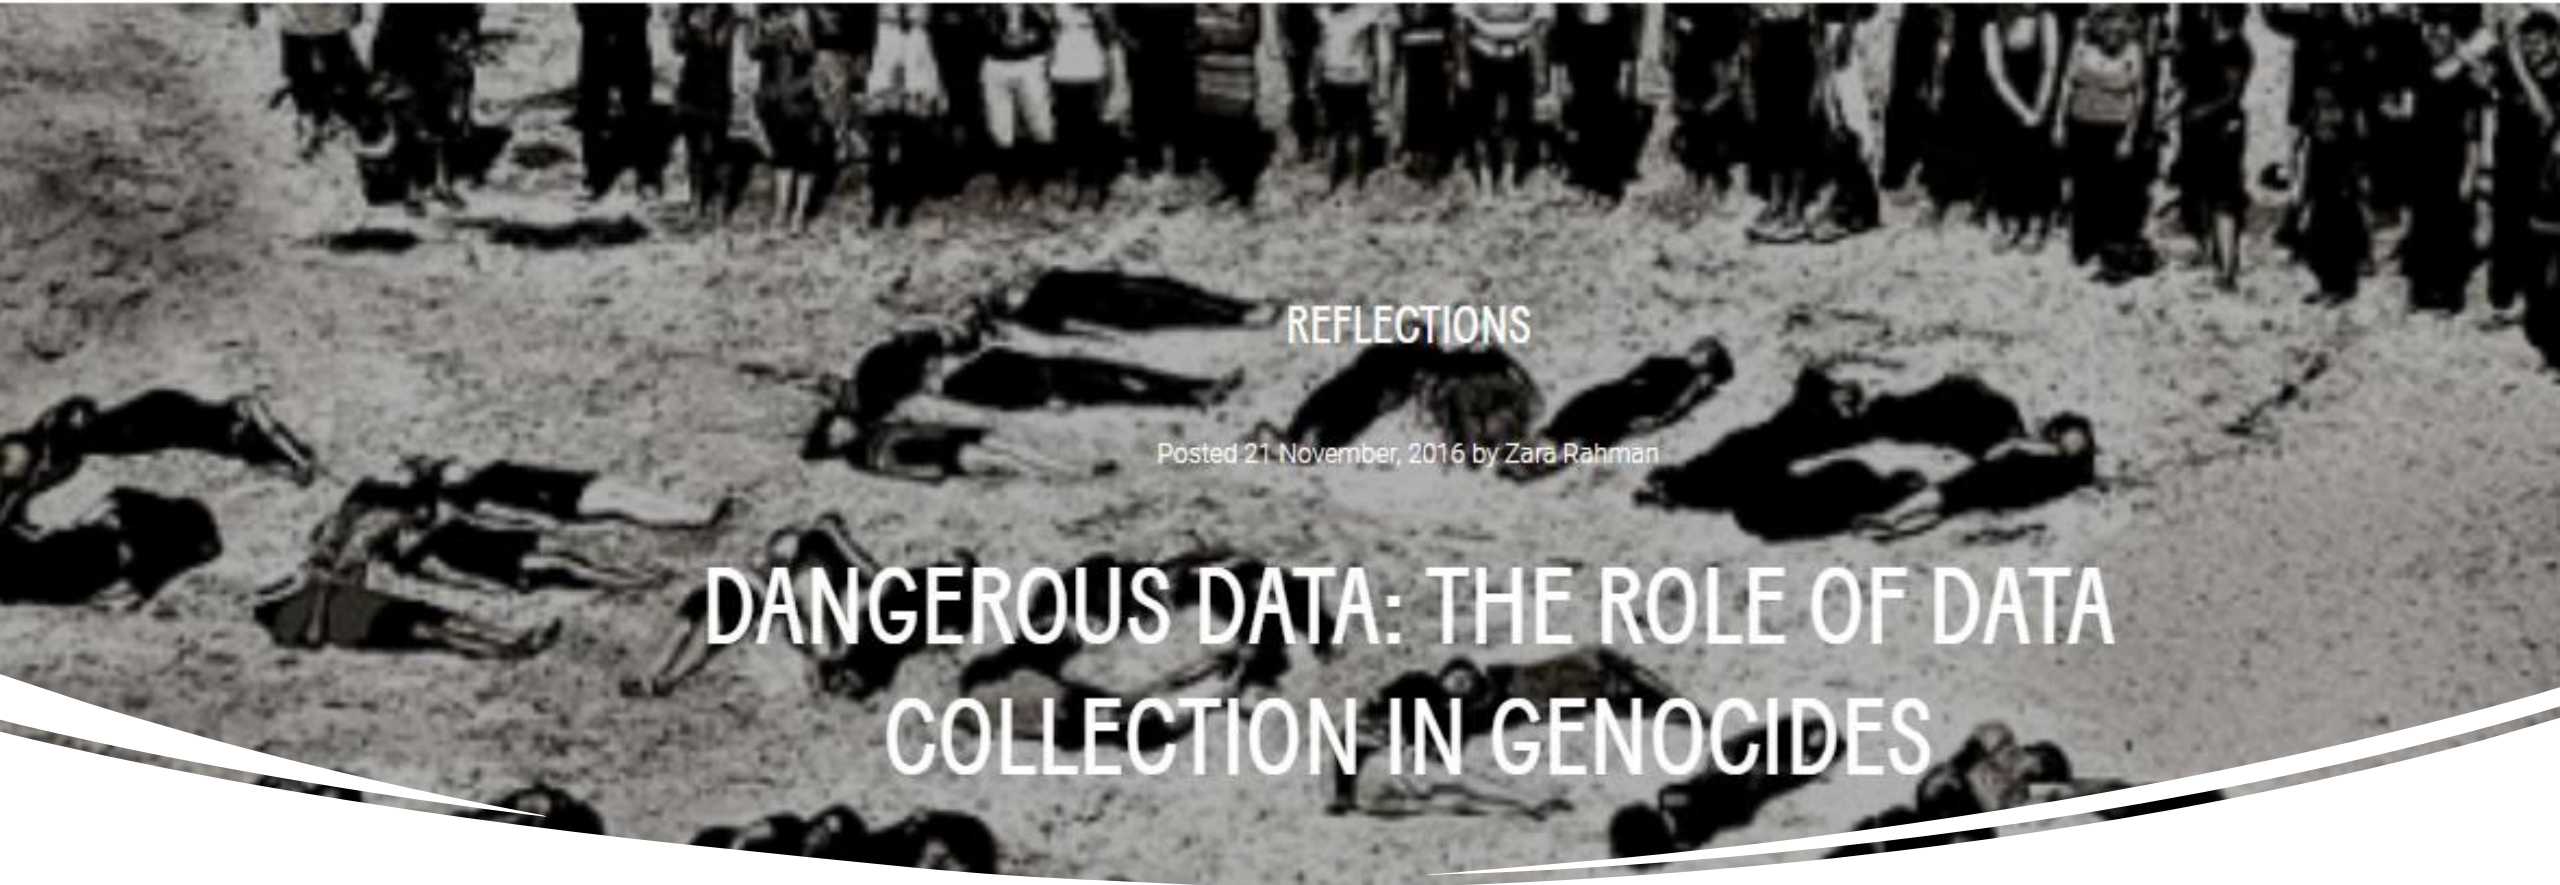 REFLECTIONS
Posted 21 November, 2016 by Zara Rahman
DANGEROUS DATA: THE ROLE OF DATA
COLLECTION IN GENOCIDES